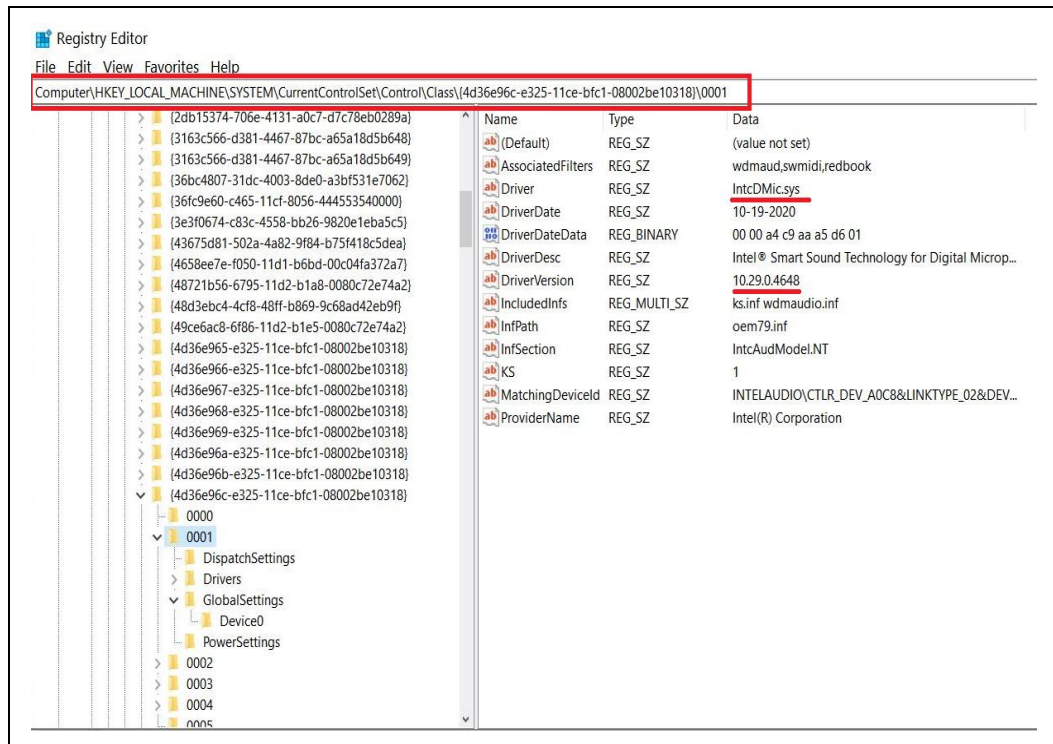 Registry Editor
File Edit View Favorites Help
Computer\HKEY_LOCAL_MACHINE\SYSTEM\CurrentControlSet\Control\Class\{4d36e96c-e325-11ce-bfc1-08002be10318}\0001
{2db15374-706e-4131-a0c7-d7c78eb0289a}
{3163c566-d381-4467-87bc-a65a18d5b648}
{3163c566-d381-4467-87bc-a65a18d5b649}
{36bc4807-31dc-4003-8de0-a3bf531e7062}
{36fc9e60-c465-11cf-8056-444553540000}
{3e3f0674-c83c-4558-bb26-9820e1eba5c5}
{43675d81-502a-4a82-9f84-b75f418c5dea}
{4658ee7e-f050-11d1-b6bd-00c04fa372a7}
{48721b56-6795-11d2-b1a8-0080c72e74a2}
{48d3ebc4-4cf8-48ff-b869-9c68ad42eb9f}
{49ce6ac8-6f86-11d2-b1e5-0080c72e74a2}
{4d36e965-e325-11ce-bfc1-08002be10318}
{4d36e966-e325-11ce-bfc1-08002be10318}
{4d36e967-e325-11ce-bfc1-08002be10318}
{4d36e968-e325-11ce-bfc1-08002be10318}
{4d36e969-e325-11ce-bfc1-08002be10318}
{4d36e96a-e325-11ce-bfc1-08002be10318}
{4d36e96b-e325-11ce-bfc1-08002be10318}
{4d36e96c-e325-11ce-bfc1-08002be10318}
0000
0001
DispatchSettings
Drivers
GlobalSettings
Device0
PowerSettings
0002
0003
0004
0005
Name Type Data
(Default) REG_SZ (value not set)
AssociatedFilters REG_SZ wdmaud,swmidi,redbook
Driver REG_SZ IntcDMic.sys
DriverDate REG_SZ 10-19-2020
DriverDateData REG_BINARY 00 00 a4 c9 aa a5 d6 01
DriverDesc REG_SZ Intel® Smart Sound Technology for Digital Microp...
DriverVersion REG_SZ 10.29.0.4648
IncludedInfs REG_MULTI_SZ ks.inf wdmaudio.inf
InfPath REG_SZ oem79.inf
InfSection REG_SZ IntcAudModel.NT
KS REG_SZ 1
MatchingDeviceId REG_SZ INTELAUDIO\CTLR_DEV_A0C8&LINKTYPE_02&DEV...
ProviderName REG_SZ Intel(R) Corporation